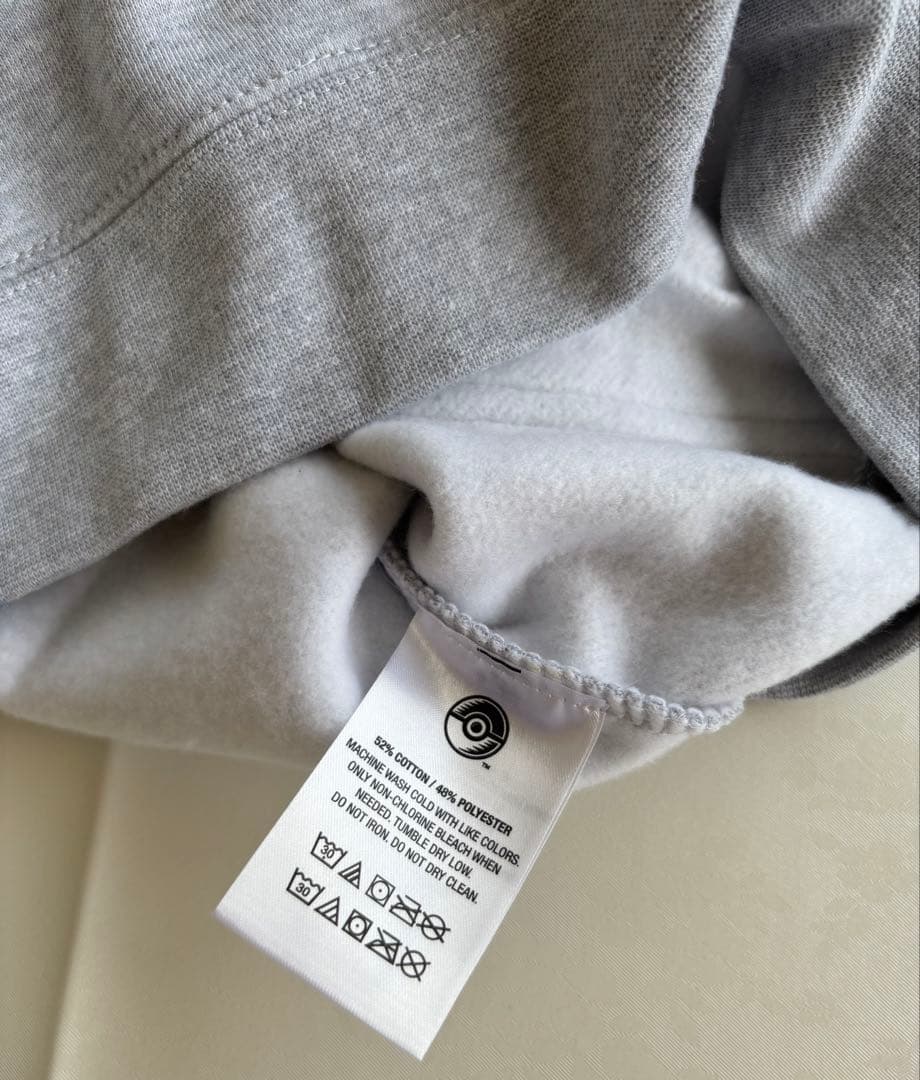 TM
52% COTTON / 48% POLYESTER
MACHINE WASH COLD WITH LIKE COLORS.
ONLY NON-CHLORINE BLEACH WHEN
NEEDED. TUMBLE DRY LOW.
DO NOT IRON. DO NOT DRY CLEAN.
30
30